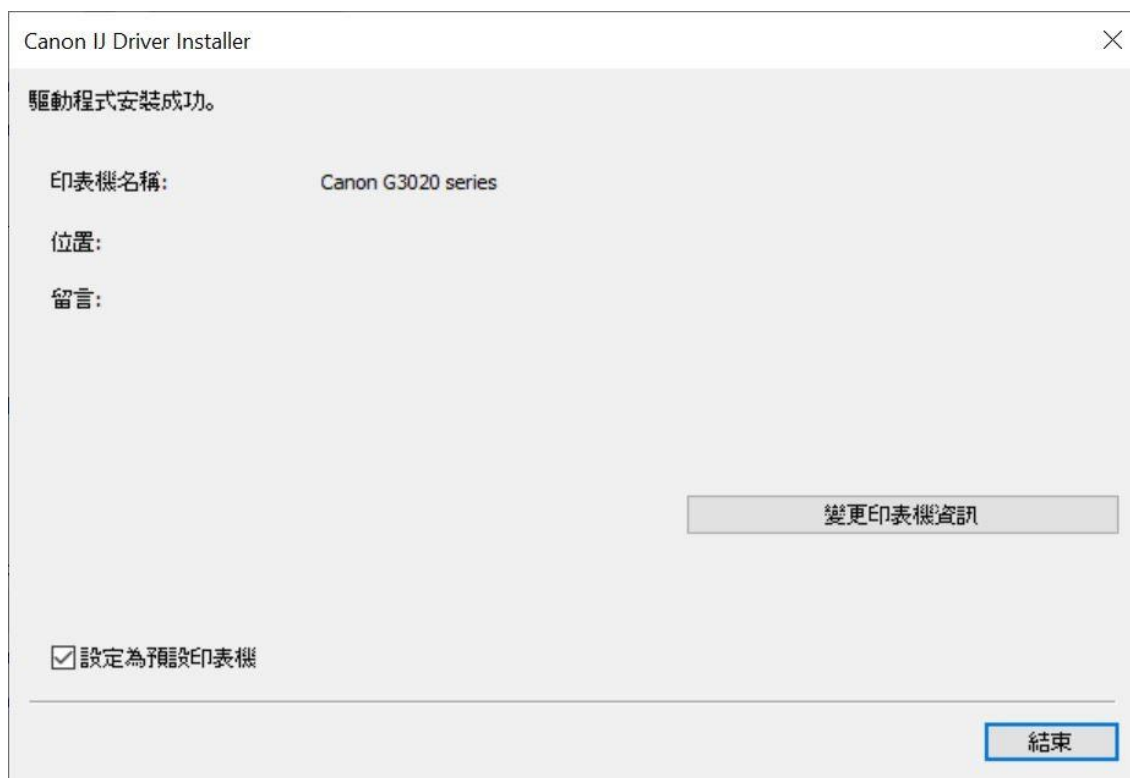 Canon IJ Driver Installer
驅動程式安裝成功。
印表機名稱: Canon G3020 series
位置:
留言:
變更印表機資訊
設定為預設印表機
結束